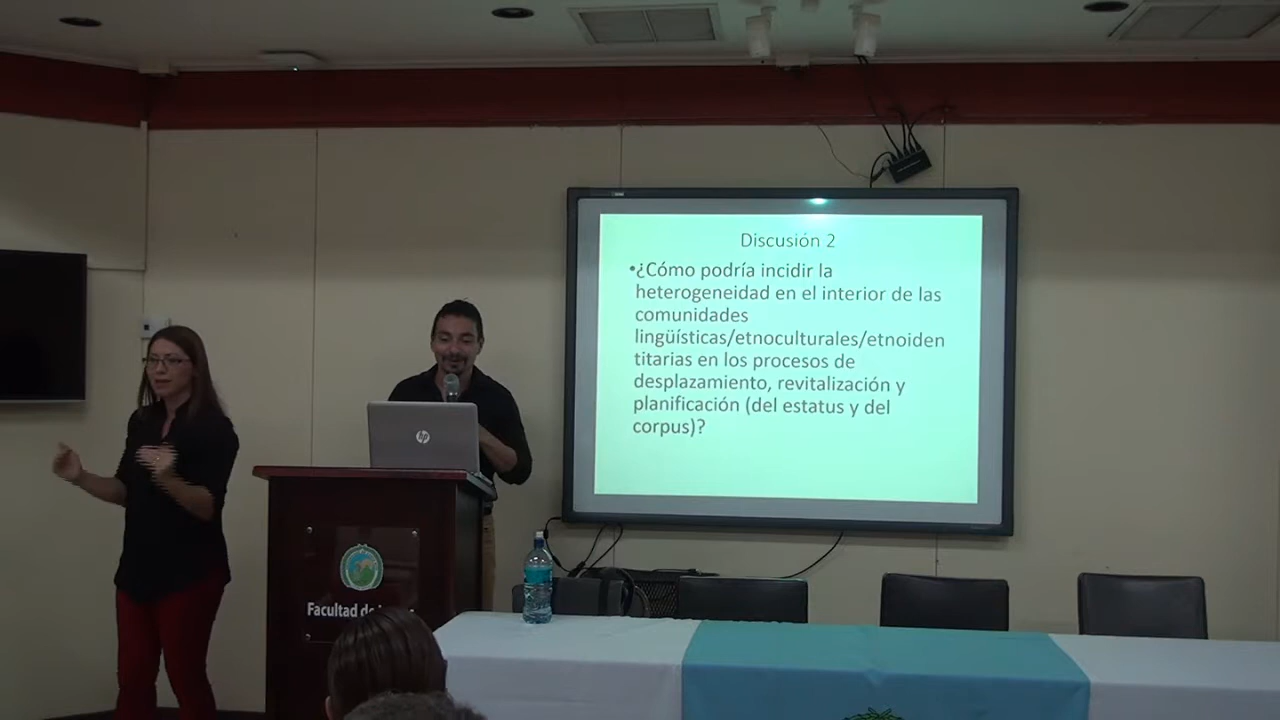 Discusión 2
•¿Cómo podría incidir la
heterogeneidad en el interior de las
comunidades
lingüísticas/etnoculturales/etnoiden
titarias en los procesos de
desplazamiento, revitalización y
planificación (del estatus y del
corpus)?
hp
Facultad de